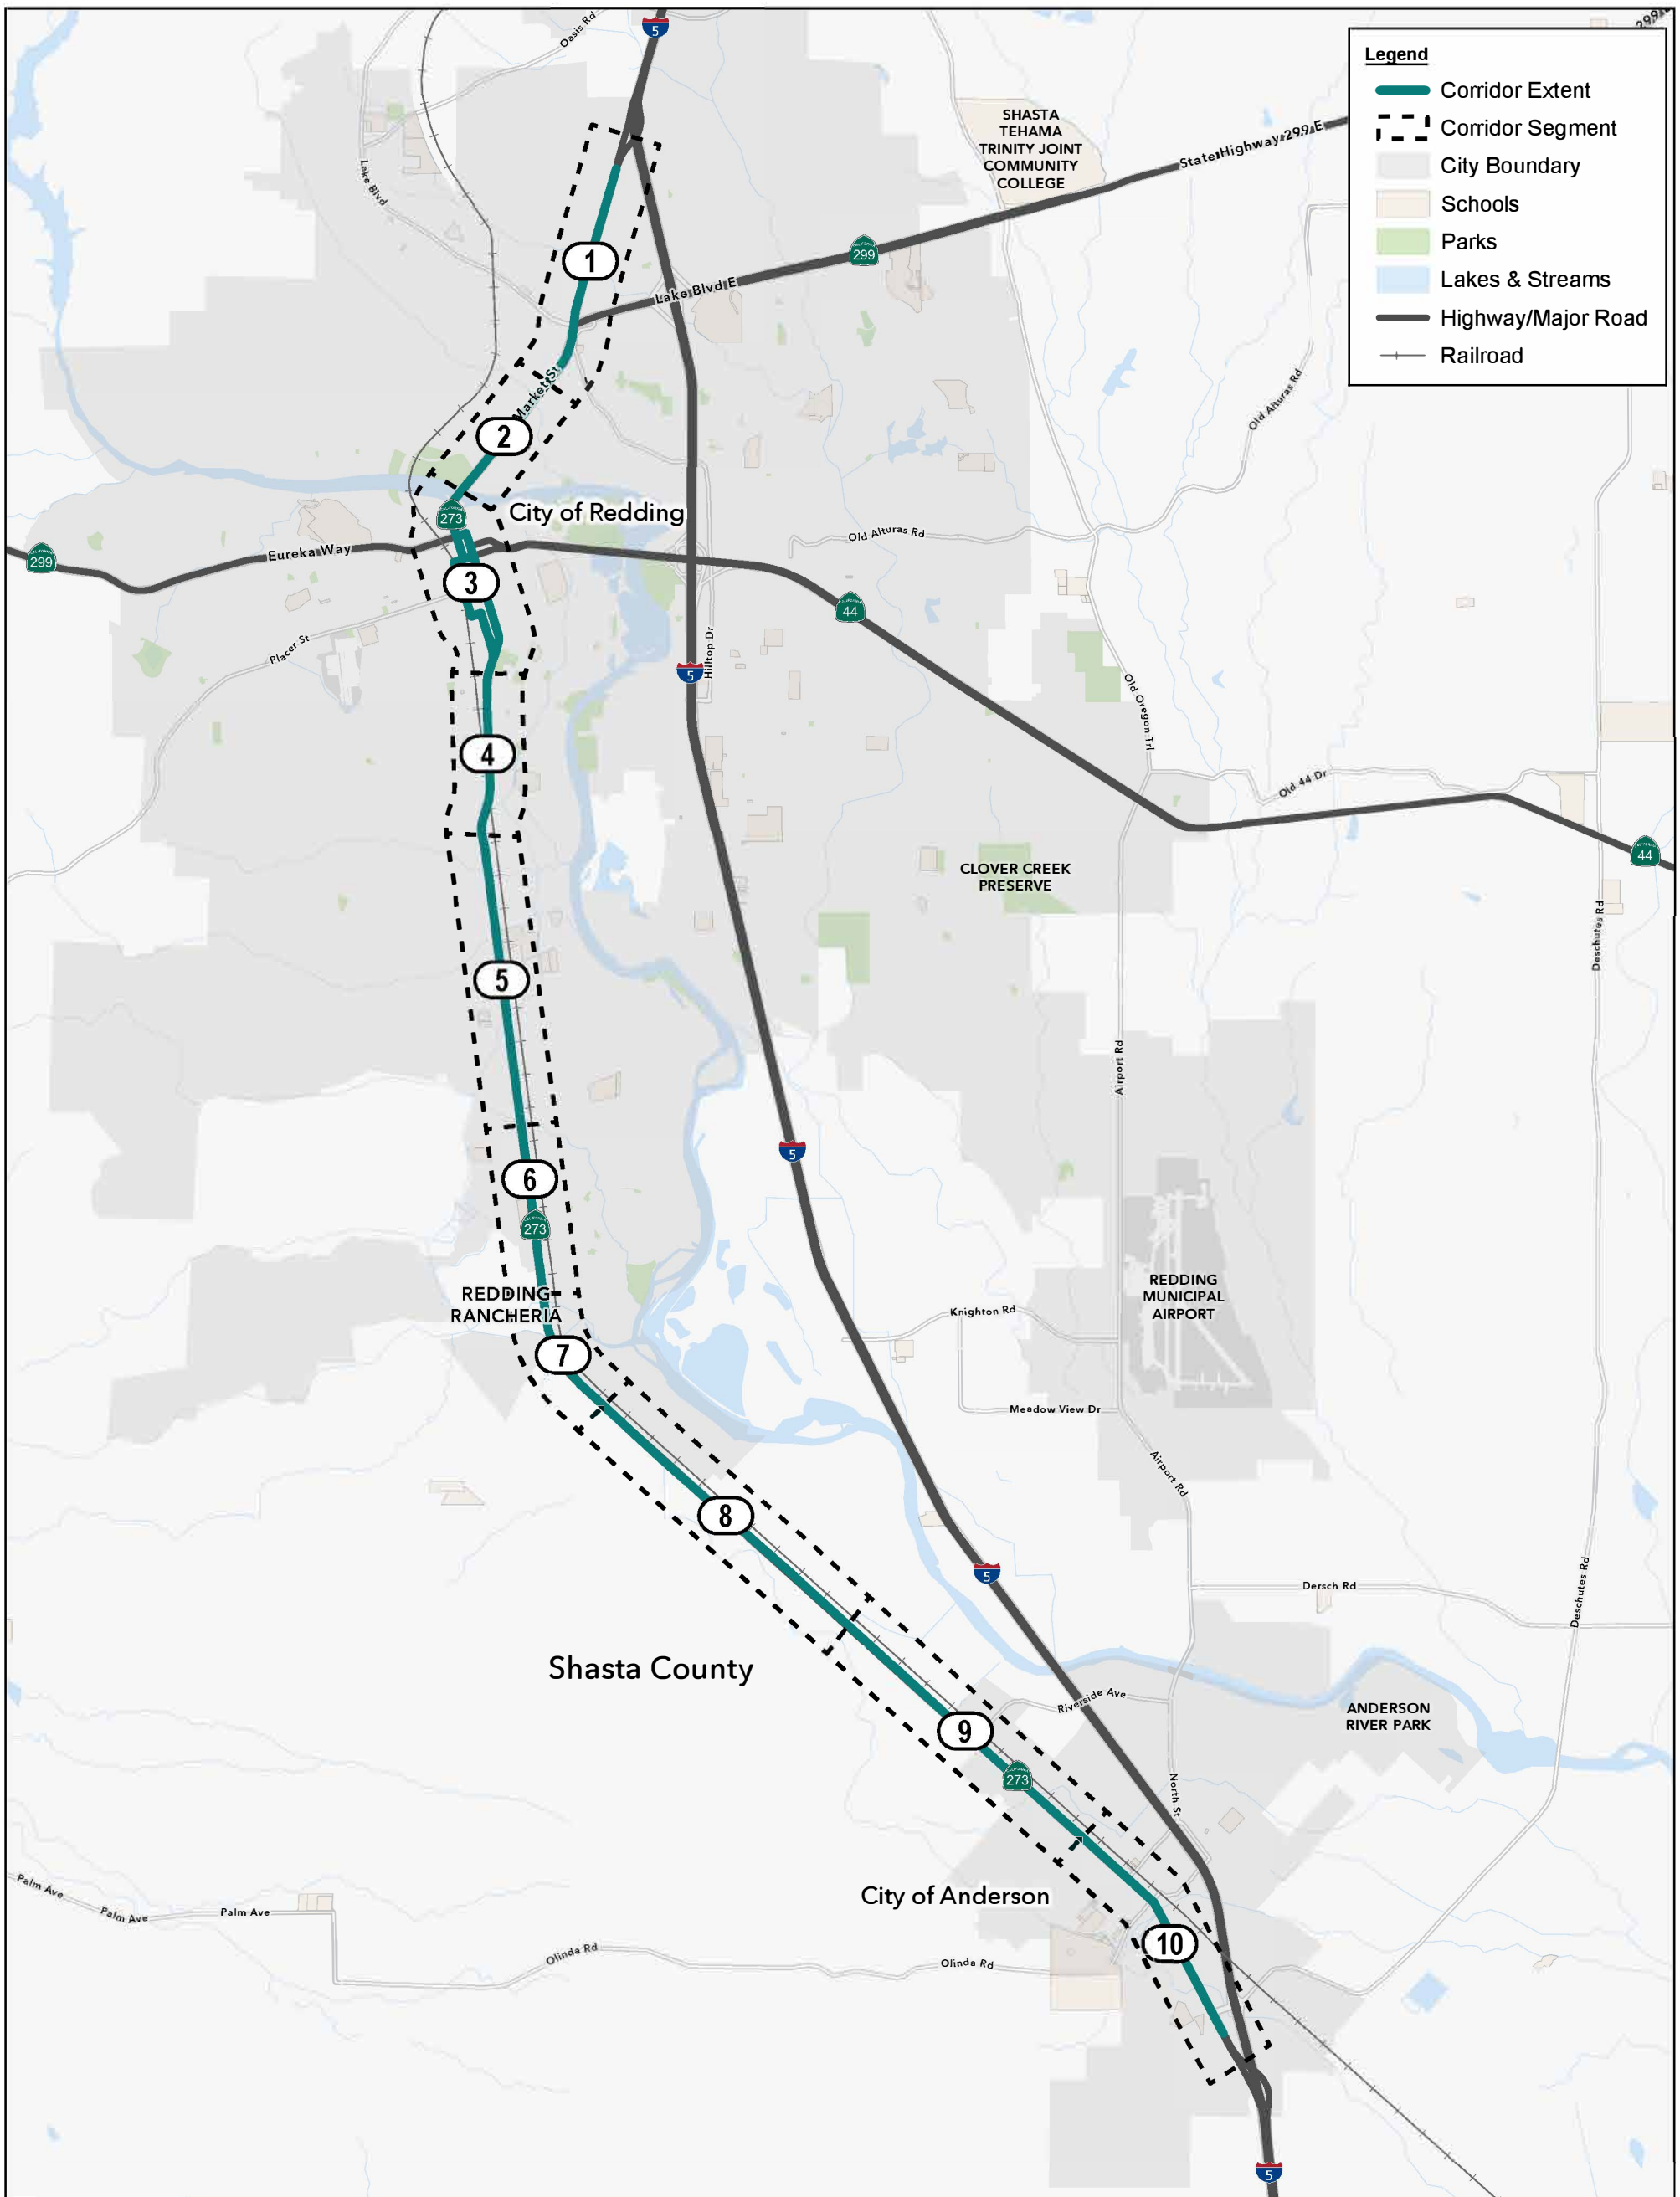 Oasis Rd
5
299 E
Legend
Corridor Extent
Corridor Segment
City Boundary
Schools
Parks
Lakes & Streams
Highway/Major Road
Railroad
SHASTA
TEHAMA
TRINITY JOINT
COMMUNITY
COLLEGE
State Highway 299 E
Lake Blvd
1
299
Lake Blvd E
Market St
2
Old Alturas Rd
273
City of Redding
Old Alturas Rd
299
Eureka Way
3
44
Placer St
Hilltop Dr
5
Old Oregon Trl
4
Old 44 Dr
44
CLOVER CREEK
PRESERVE
Deschutes Rd
5
Airport Rd
5
6
273
REDDING
RANCHERIA
REDDING
MUNICIPAL
AIRPORT
Knighton Rd
7
Meadow View Dr
Airport Rd
8
5
Dersch Rd
Deschutes Rd
Shasta County
Riverside Ave
ANDERSON
RIVER PARK
9
273
North St
City of Anderson
Palm Ave
Palm Ave
Palm Ave
Olinda Rd
Olinda Rd
10
5